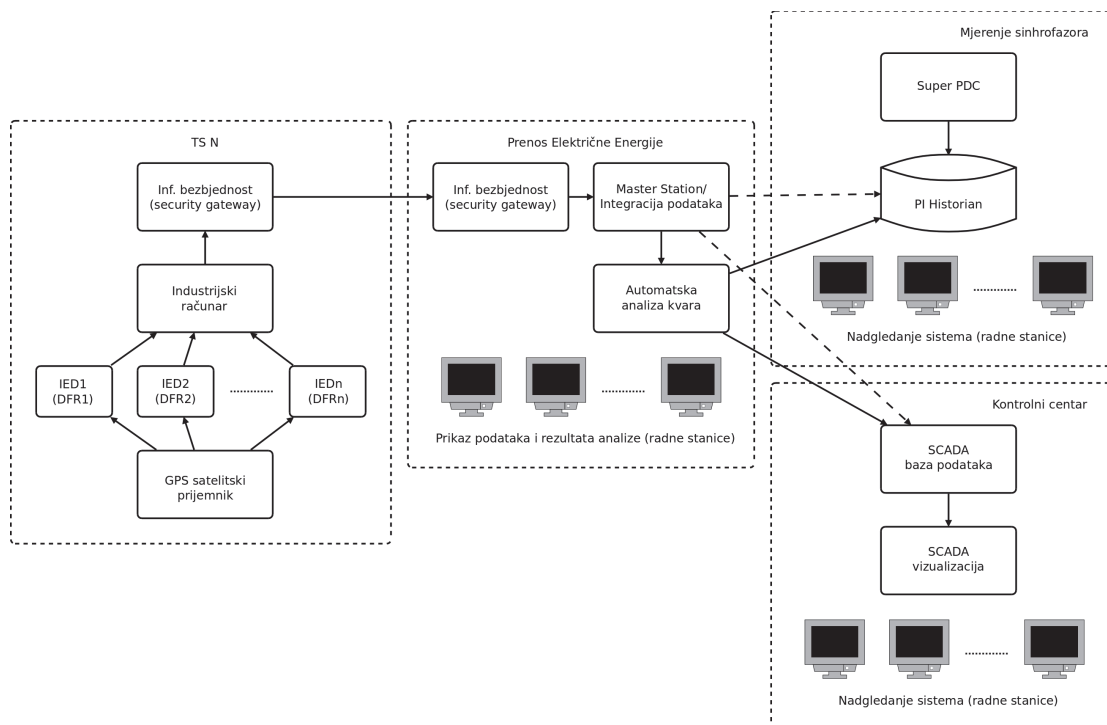 Mjerenje sinhrofazora
Super PDC
PI Historian
Nadgledanje sistema (radne stanice)
TS N
Inf. bezbjednost
(security gateway)
Industrijski
računar
IED1
(DFR1)
IED2
(DFR2)
IEDn
(DFRn)
GPS satelitski
prijemnik
Prenos Električne Energije
Inf. bezbjednost
(security gateway)
Master Station/
Integracija podataka
Automatska
analiza kvara
Prikaz podataka i rezultata analize (radne stanice)
Kontrolni centar
SCADA
baza podataka
SCADA
vizualizacija
Nadgledanje sistema (radne stanice)